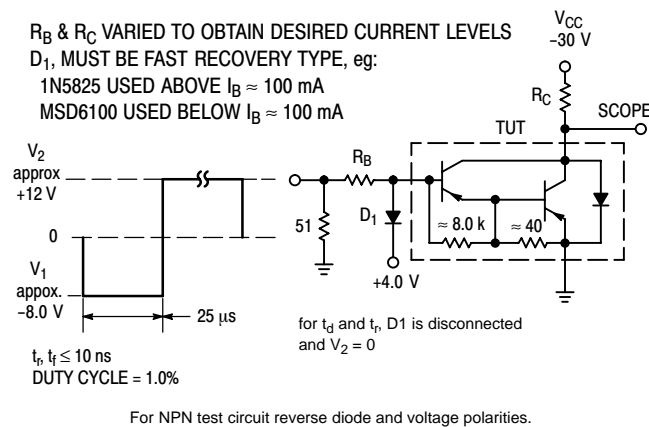 R_B & R_C VARIED TO OBTAIN DESIRED CURRENT LEVELS
D_1, MUST BE FAST RECOVERY TYPE, eg:
1N5825 USED ABOVE I_B ≈ 100 mA
MSD6100 USED BELOW I_B ≈ 100 mA
V_CC
-30 V
R_C
SCOPE
TUT
V_2
approx
+12 V
0
V_1
appox.
-8.0 V
25 μs
t_r, t_f ≤ 10 ns
DUTY CYCLE = 1.0%
R_B
51
D_1
+4.0 V
≈ 8.0 k
≈ 40
for t_d and t_r, D1 is disconnected
and V_2 = 0
For NPN test circuit reverse diode and voltage polarities.